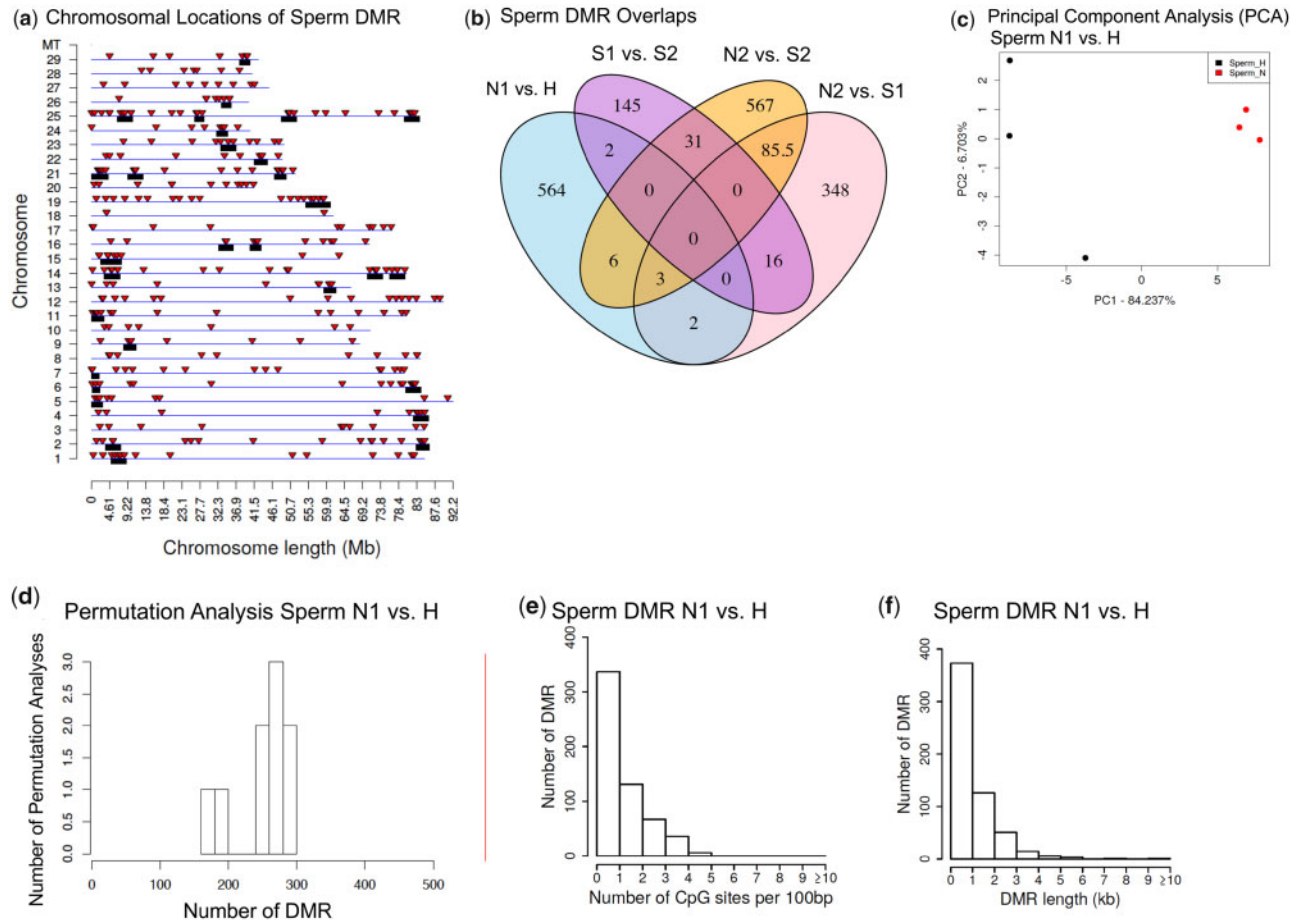 (a) Chromosomal Locations of Sperm DMR
MT
29
28
27
26
25
24
23
22
21
20
19
18
17
16
15
14
13
12
11
10
9
8
7
6
5
4
3
2
1
Chromosome
0 4.61 9.22 13.8 18.4 23.1 27.7 32.3 36.9 41.5 46.1 50.7 55.3 59.9 64.5 69.2 73.8 78.4 83 87.6 92.2
Chromosome length (Mb)
(b) Sperm DMR Overlaps
S1 vs. S2 N2 vs. S2
N1 vs. H N2 vs. S1
145 567
31
2 85.5
564 0 0 348
0
6 16
3 0
2
(c) Principal Component Analysis (PCA)
Sperm N1 vs. H
Sperm_H
Sperm_N
2
1
0
-1
-2
-3
-4
PC2 - 6.703%
-5 5
PC1 - 84.237%
(d) Permutation Analysis Sperm N1 vs. H
Number of Permutation Analyses
3.0
2.5
2.0
1.5
1.0
0.5
0.0
0 100 200 300 400 500
Number of DMR
(e) Sperm DMR N1 vs. H
Number of DMR
400
300
200
100
0
0 1 2 3 4 5 6 7 8 9 ≥10
Number of CpG sites per 100bp
(f) Sperm DMR N1 vs. H
Number of DMR
400
300
200
100
0
0 1 2 3 4 5 6 7 8 9 ≥10
DMR length (kb)